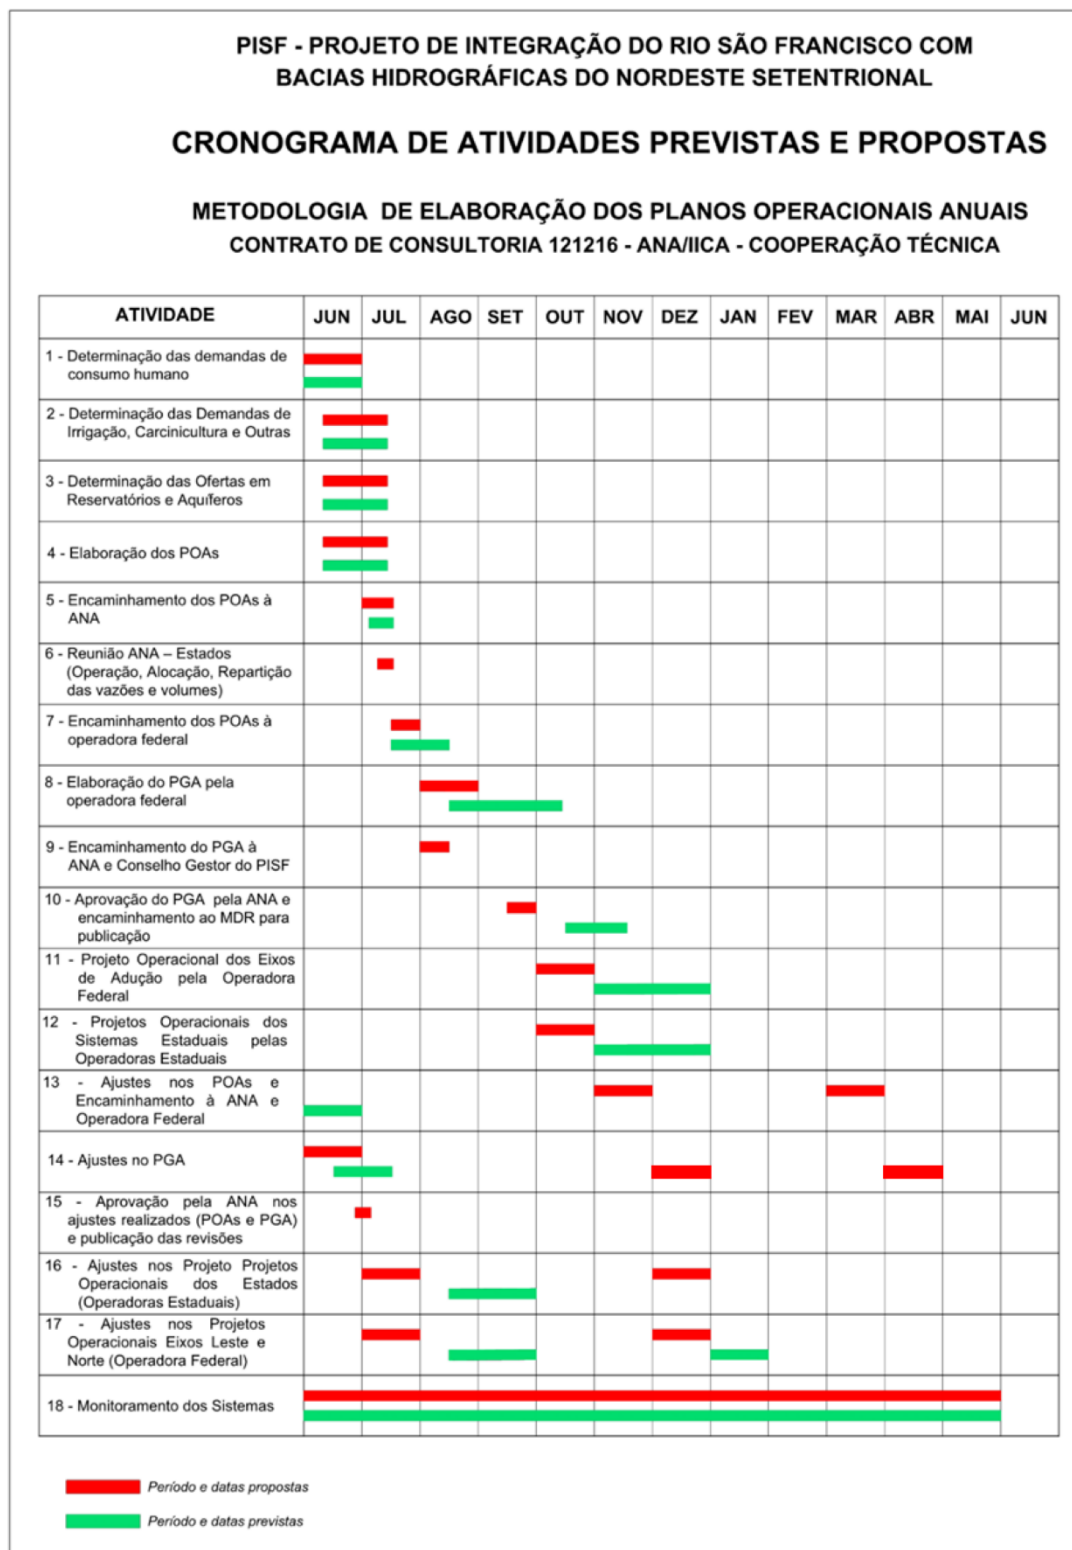 PISF - PROJETO DE INTEGRAÇÃO DO RIO SÃO FRANCISCO COM
BACIAS HIDROGRÁFICAS DO NORDESTE SETENTRIONAL
CRONOGRAMA DE ATIVIDADES PREVISTAS E PROPOSTAS
METODOLOGIA DE ELABORAÇÃO DOS PLANOS OPERACIONAIS ANUAIS
CONTRATO DE CONSULTORIA 121216 - ANA/IICA - COOPERAÇÃO TÉCNICA
ATIVIDADE JUN JUL AGO SET OUT NOV DEZ JAN FEV MAR ABR MAI JUN
1 - Determinação das demandas de
consumo humano
2 - Determinação das Demandas de
Irrigação, Carcinicultura e Outras
3 - Determinação das Ofertas em
Reservatórios e Aquíferos
4 - Elaboração dos POAs
5 - Encaminhamento dos POAs à
ANA
6 - Reunião ANA – Estados
(Operação, Alocação, Repartição
das vazões e volumes)
7 - Encaminhamento dos POAs à
operadora federal
8 - Elaboração do PGA pela
operadora federal
9 - Encaminhamento do PGA à
ANA e Conselho Gestor do PISF
10 - Aprovação do PGA pela ANA e
encaminhamento ao MDR para
publicação
11 - Projeto Operacional dos Eixos
de Adução pela Operadora
Federal
12 - Projetos Operacionais dos
Sistemas Estaduais pelas
Operadoras Estaduais
13 - Ajustes nos POAs e
Encaminhamento à ANA e
Operadora Federal
14 - Ajustes no PGA
15 - Aprovação pela ANA nos
ajustes realizados (POAs e PGA)
e publicação das revisões
16 - Ajustes nos Projeto Projetos
Operacionais dos Estados
(Operadoras Estaduais)
17 - Ajustes nos Projetos
Operacionais Eixos Leste e
Norte (Operadora Federal)
18 - Monitoramento dos Sistemas
Período e datas propostas
Período e datas previstas